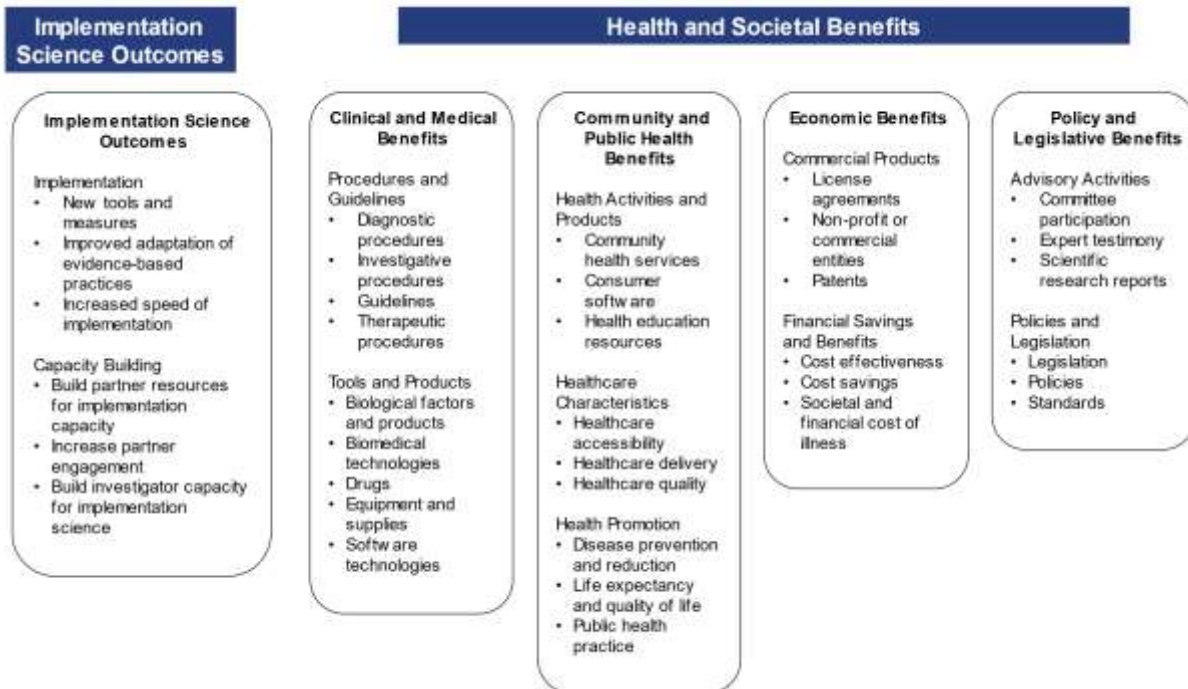 Implementation
Science Outcomes
Health and Societal Benefits
Implementation Science
Outcomes
Implementation
• New tools and
measures
• Improved adaptation of
evidence-based
practices
• Increased speed of
implementation
Capacity Building
• Build partner resources
for implementation
capacity
• Increase partner
engagement
• Build investigator capacity
for implementation
science
Clinical and Medical
Benefits
Procedures and
Guidelines
• Diagnostic
procedures
• Investigative
procedures
• Guidelines
• Therapeutic
procedures
Tools and Products
• Biological factors
and products
• Biomedical
technologies
• Drugs
• Equipment and
supplies
• Software
technologies
Community and
Public Health
Benefits
Health Activities and
Products
• Community
health services
• Consumer
software
• Health education
resources
Healthcare
Characteristics
• Healthcare
accessibility
• Healthcare delivery
• Healthcare quality
Health Promotion
• Disease prevention
and reduction
• Life expectancy
and quality of life
• Public health
practice
Economic Benefits
Commercial Products
• License
agreements
• Non-profit or
commercial
entities
• Patents
Financial Savings
and Benefits
• Cost effectiveness
• Cost savings
• Societal and
financial cost of
illness
Policy and
Legislative Benefits
Advisory Activities
• Committee
participation
• Expert testimony
• Scientific
research reports
Policies and
Legislation
• Legislation
• Policies
• Standards